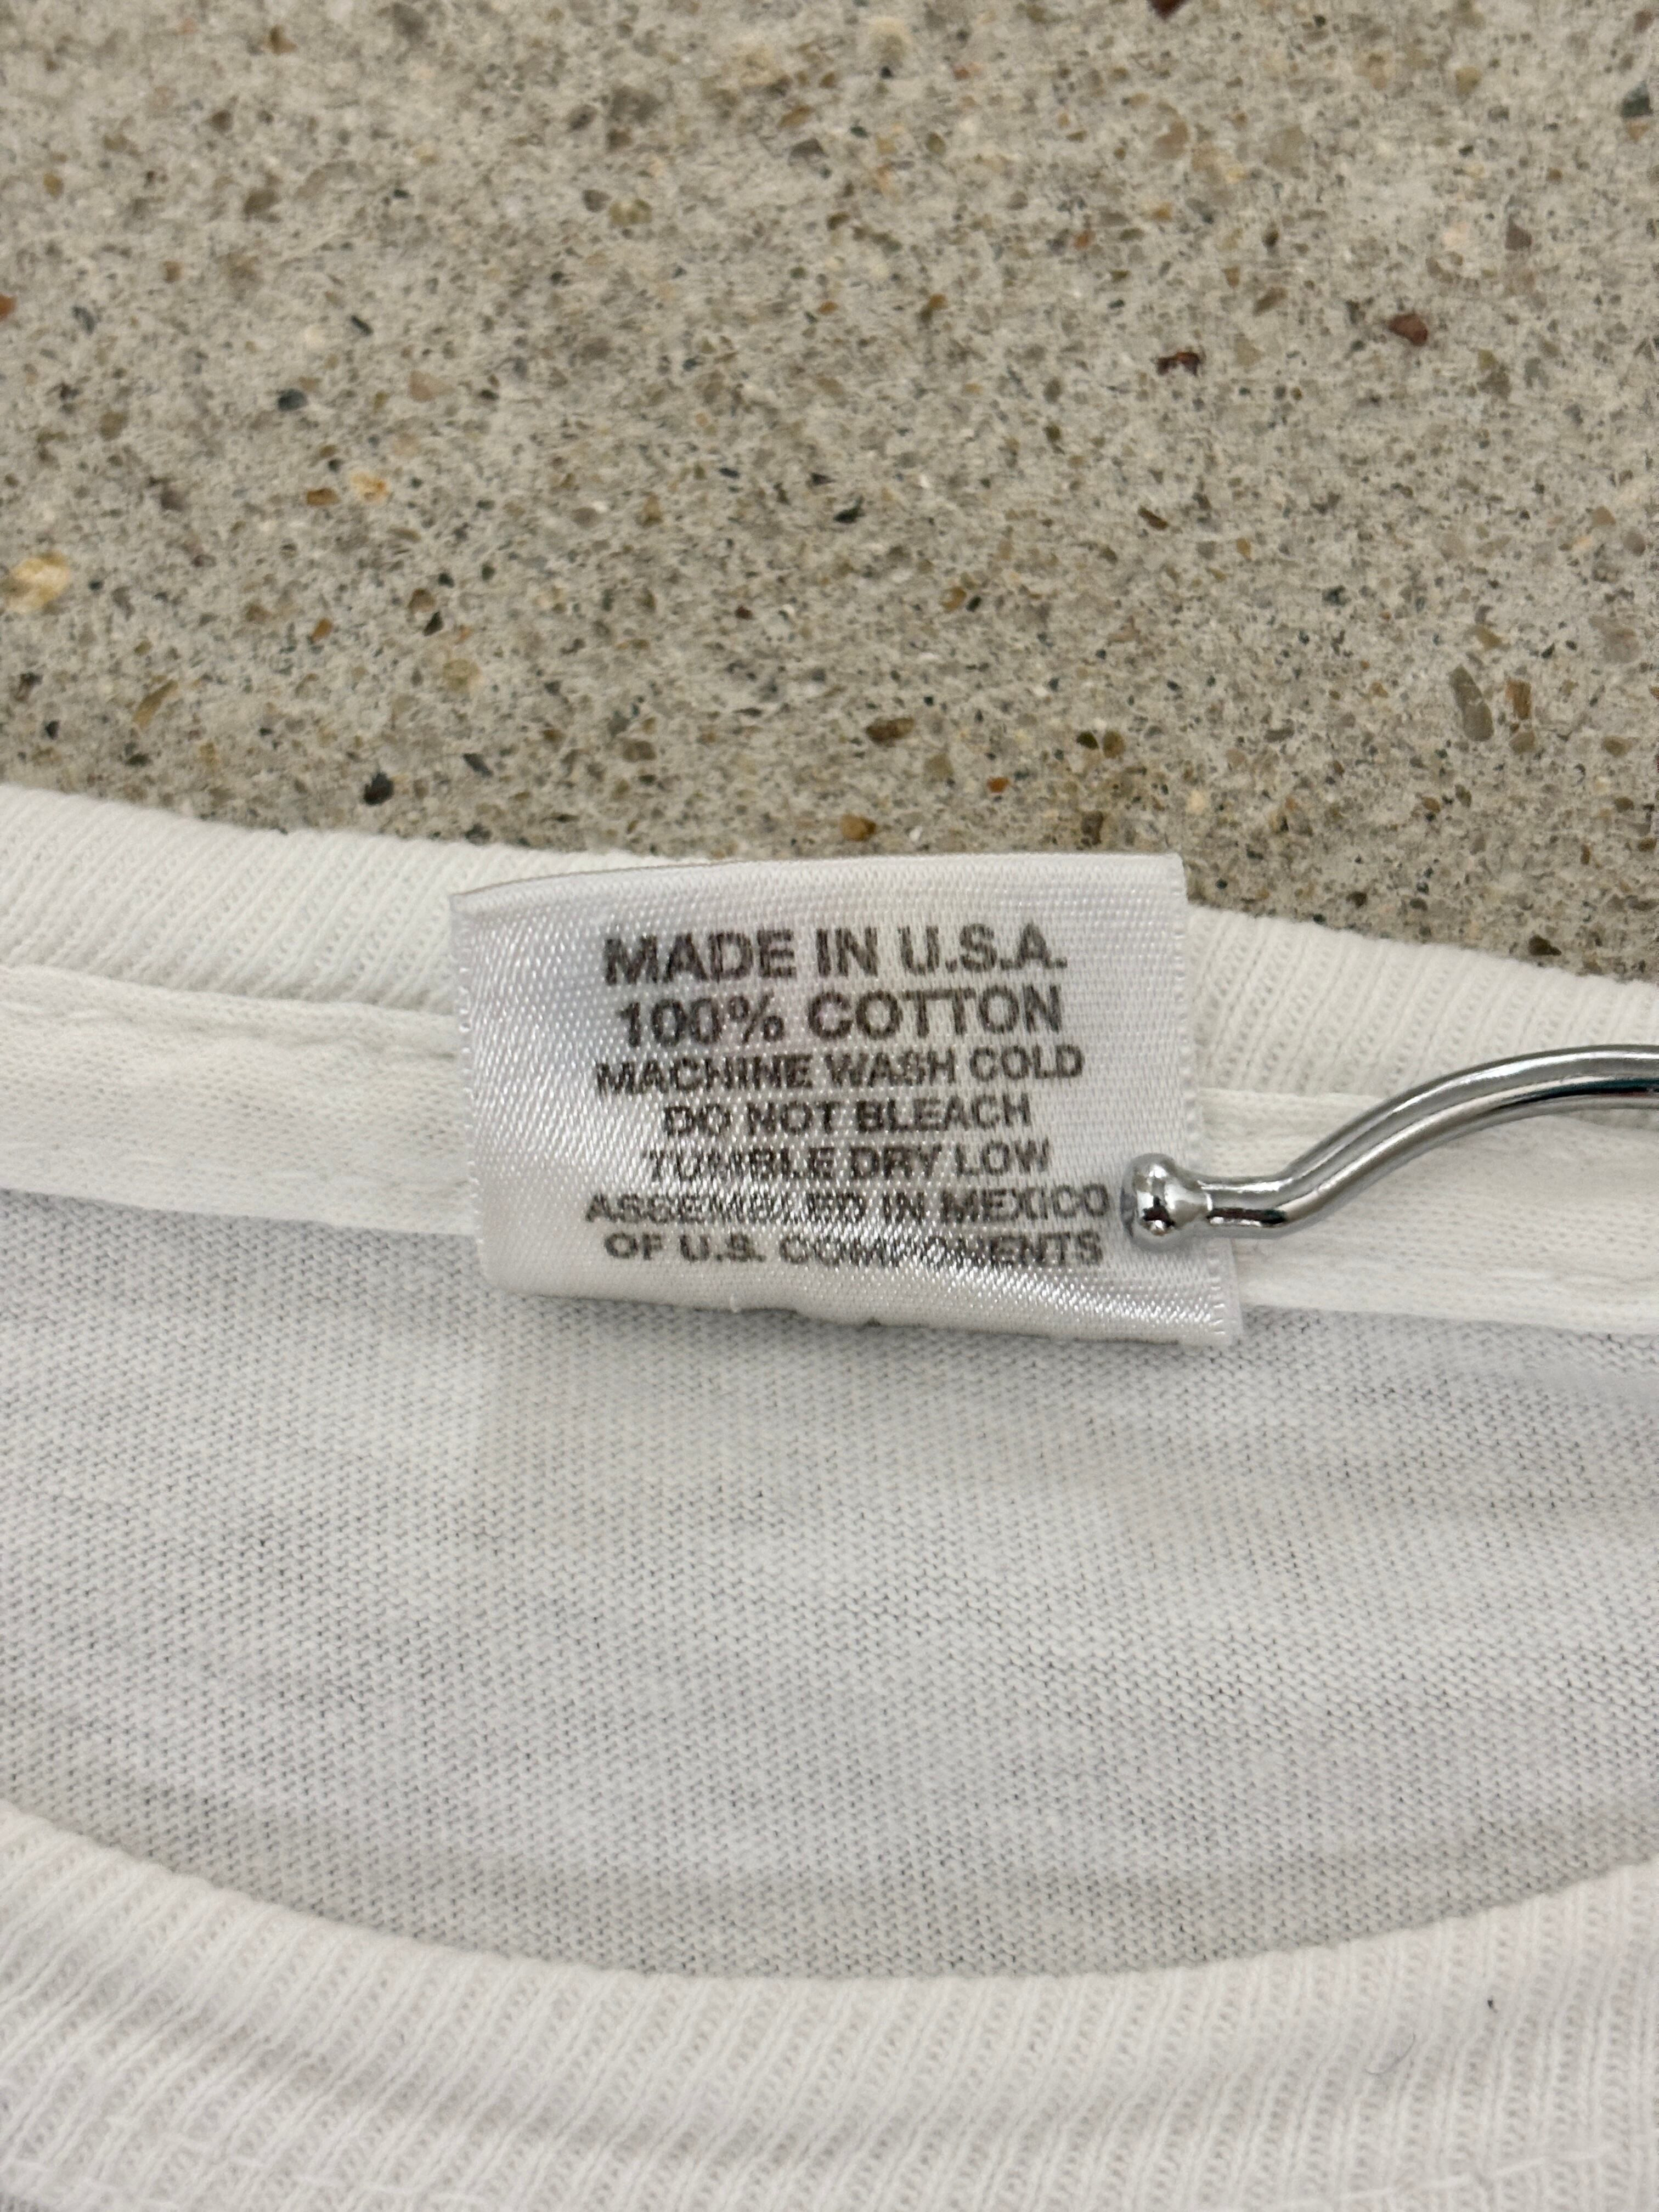 MADE IN U.S.A.
100% COTTON
MACHINE WASH COLD
DO NOT BLEACH
TUMBLE DRY LOW
ASSEMBLED IN MEXICO
OF U.S. COMPONENTS